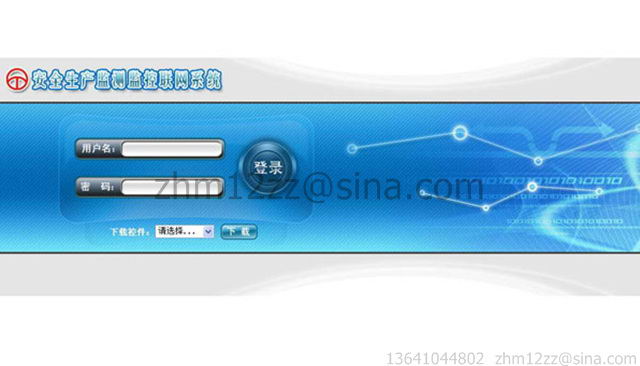 安全生产监测监控联网系统
用户名：
登录
密 码：
zhm12zz@sina.com
下载控件： 请选择... 下 载
13641044802 zhm12zz@sina.com